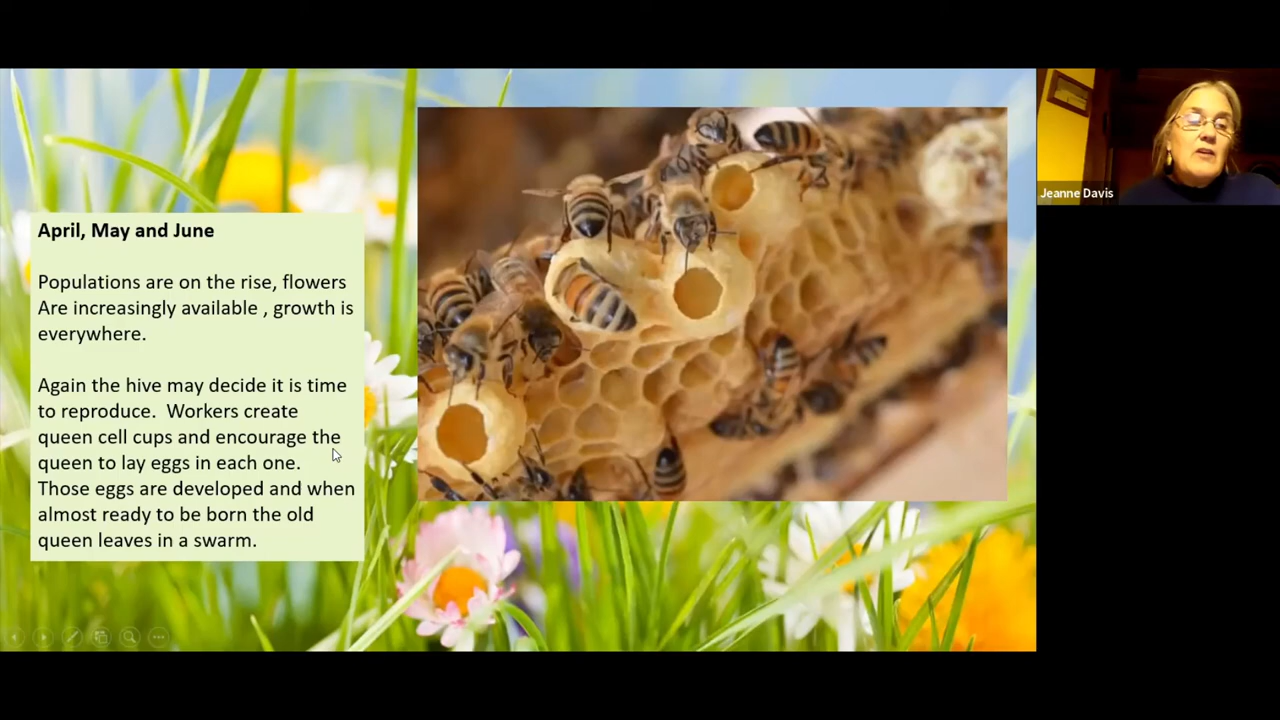 April, May and June
Populations are on the rise, flowers
Are increasingly available , growth is
everywhere.
Again the hive may decide it is time
to reproduce.  Workers create
queen cell cups and encourage the
queen to lay eggs in each one.
Those eggs are developed and when
almost ready to be born the old
queen leaves in a swarm.
Jeanne Davis